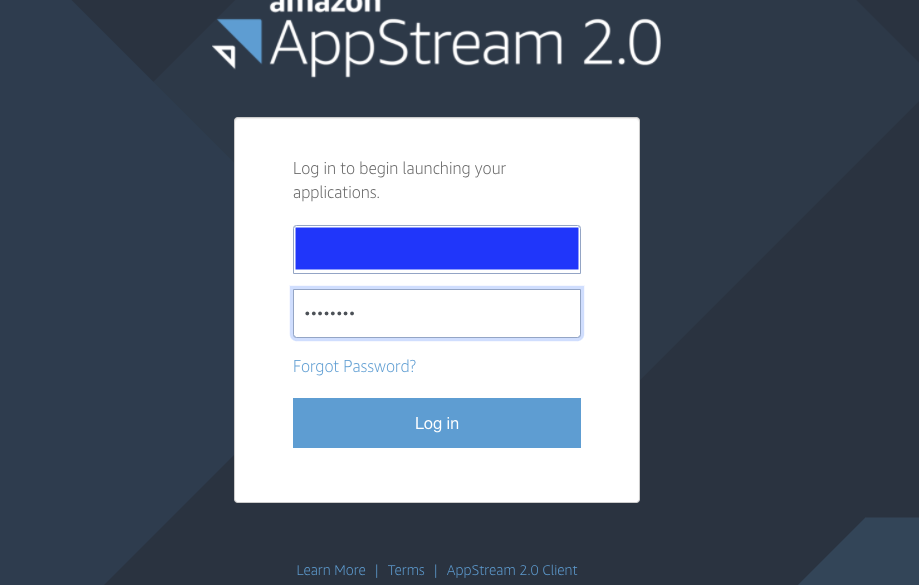 amazon
AppStream 2.0
Log in to begin launching your
applications.
••••••••
Forgot Password?
Log in
Learn More | Terms | AppStream 2.0 Client